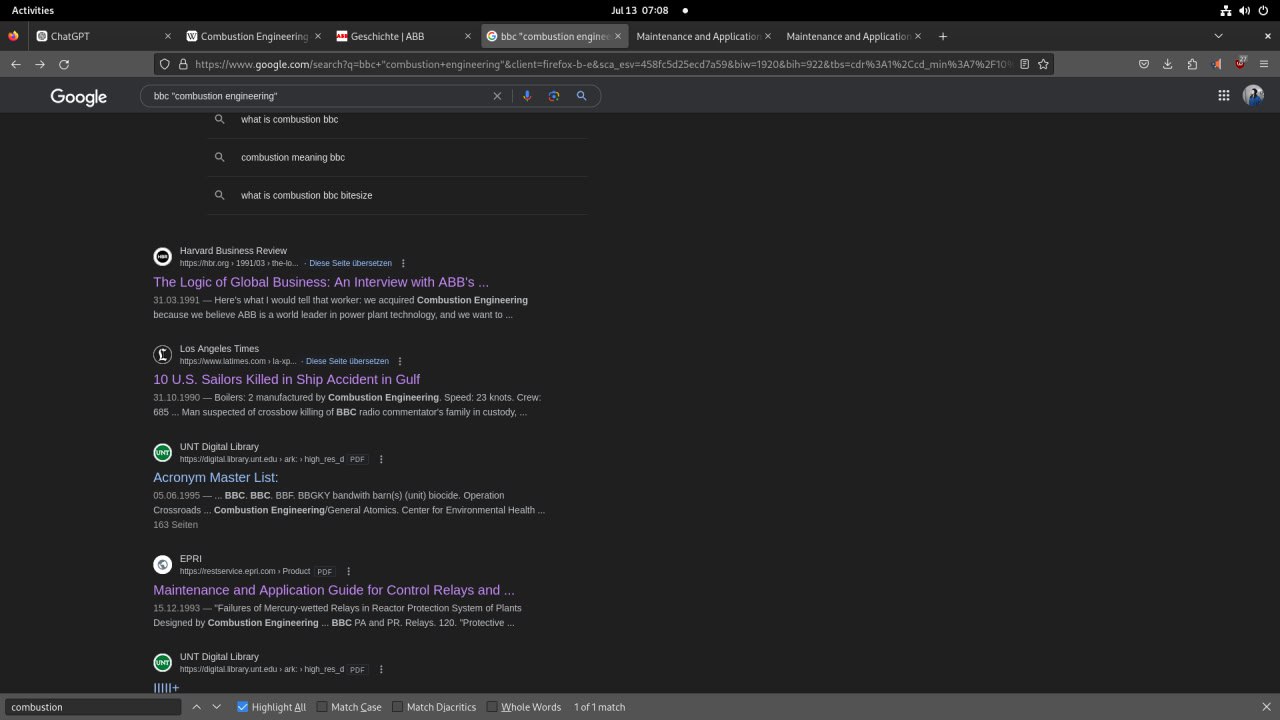 Activities
Jul 13 07:08
ChatGPT
Combustion Engineering
Geschichte | ABB
bbc "combustion enginee
Maintenance and Application
Maintenance and Application
https://www.google.com/search?q=bbc+"combustion+engineering"&client=firefox-b-e&sca_esv=458fc5d25ecd7a59&biw=1920&bih=922&tbs=cdr%3A1%2Ccd_min%3A7%2F10%
27
Google
bbc "combustion engineering"
what is combustion bbc
combustion meaning bbc
what is combustion bbc bitesize
HBR
Harvard Business Review
https://hbr.org › 1991/03 › the-lo... · Diese Seite übersetzen
The Logic of Global Business: An Interview with ABB's ...
31.03.1991 — Here's what I would tell that worker: we acquired Combustion Engineering
because we believe ABB is a world leader in power plant technology, and we want to ...
Los Angeles Times
https://www.latimes.com › la-xp... · Diese Seite übersetzen
10 U.S. Sailors Killed in Ship Accident in Gulf
31.10.1990 — Boilers: 2 manufactured by Combustion Engineering. Speed: 23 knots. Crew:
685 ... Man suspected of crossbow killing of BBC radio commentator's family in custody, ...
UNT
UNT Digital Library
https://digital.library.unt.edu › ark: › high_res_d PDF
Acronym Master List:
05.06.1995 — ... BBC. BBC. BBF. BBGKY bandwith barn(s) (unit) biocide. Operation
Crossroads ... Combustion Engineering/General Atomics. Center for Environmental Health ...
163 Seiten
EPRI
https://restservice.epri.com › Product PDF
Maintenance and Application Guide for Control Relays and ...
15.12.1993 — "Failures of Mercury-wetted Relays in Reactor Protection System of Plants
Designed by Combustion Engineering ... BBC PA and PR. Relays. 120. "Protective ...
UNT
UNT Digital Library
https://digital.library.unt.edu › ark: › high_res_d PDF
combustion
Highlight All
Match Case
Match Diacritics
Whole Words
1 of 1 match